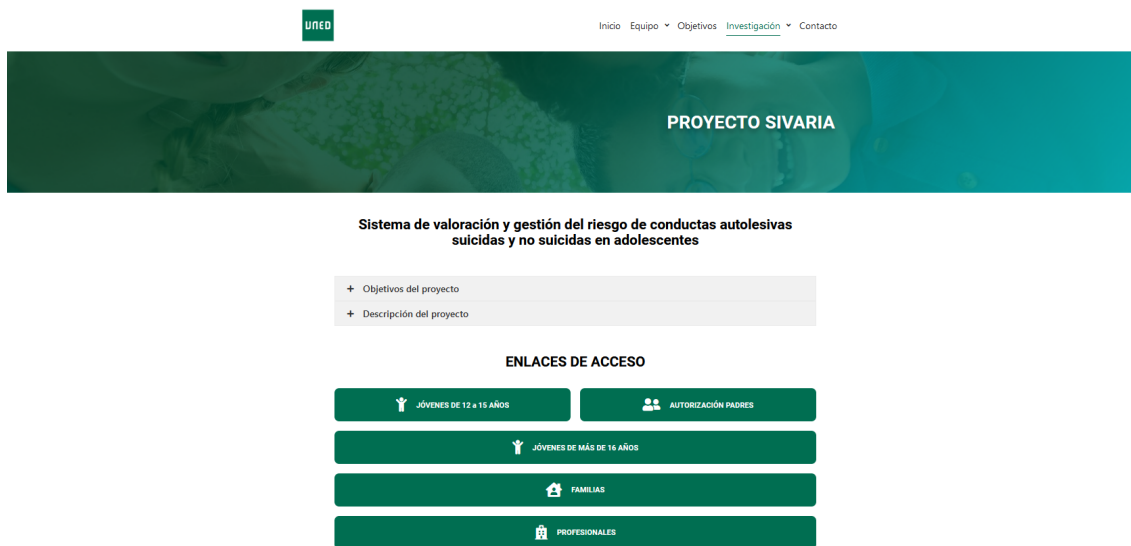 UNED
Inicio Equipo Objetivos Investigación Contacto
PROYECTO SIVARIA
Sistema de valoración y gestión del riesgo de conductas autolesivas
suicidas y no suicidas en adolescentes
+ Objetivos del proyecto
+ Descripción del proyecto
ENLACES DE ACCESO
JÓVENES DE 12 a 15 AÑOS
AUTORIZACIÓN PADRES
JÓVENES DE MÁS DE 16 AÑOS
FAMILIAS
PROFESIONALES